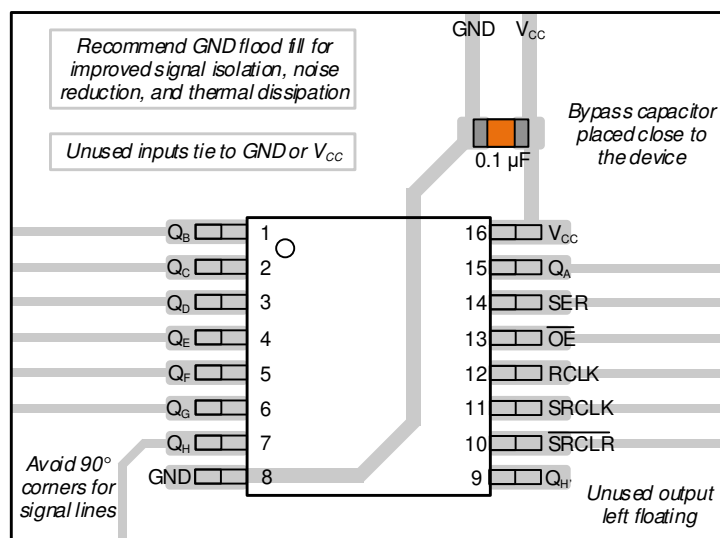 Recommend GND flood fill for
improved signal isolation, noise
reduction, and thermal dissipation
Unused inputs tie to GND or VCC
GND VCC
0.1 µF
Bypass capacitor
placed close to
the device
QB 1 16 VCC
QC 2 15 QA
QD 3 14 SER
QE 4 13 O̅E̅
QF 5 12 RCLK
QG 6 11 SRCLK
QH 7 10 S̅R̅C̅L̅R̅
GND 8 9 QH'
Avoid 90°
corners for
signal lines
Unused output
left floating